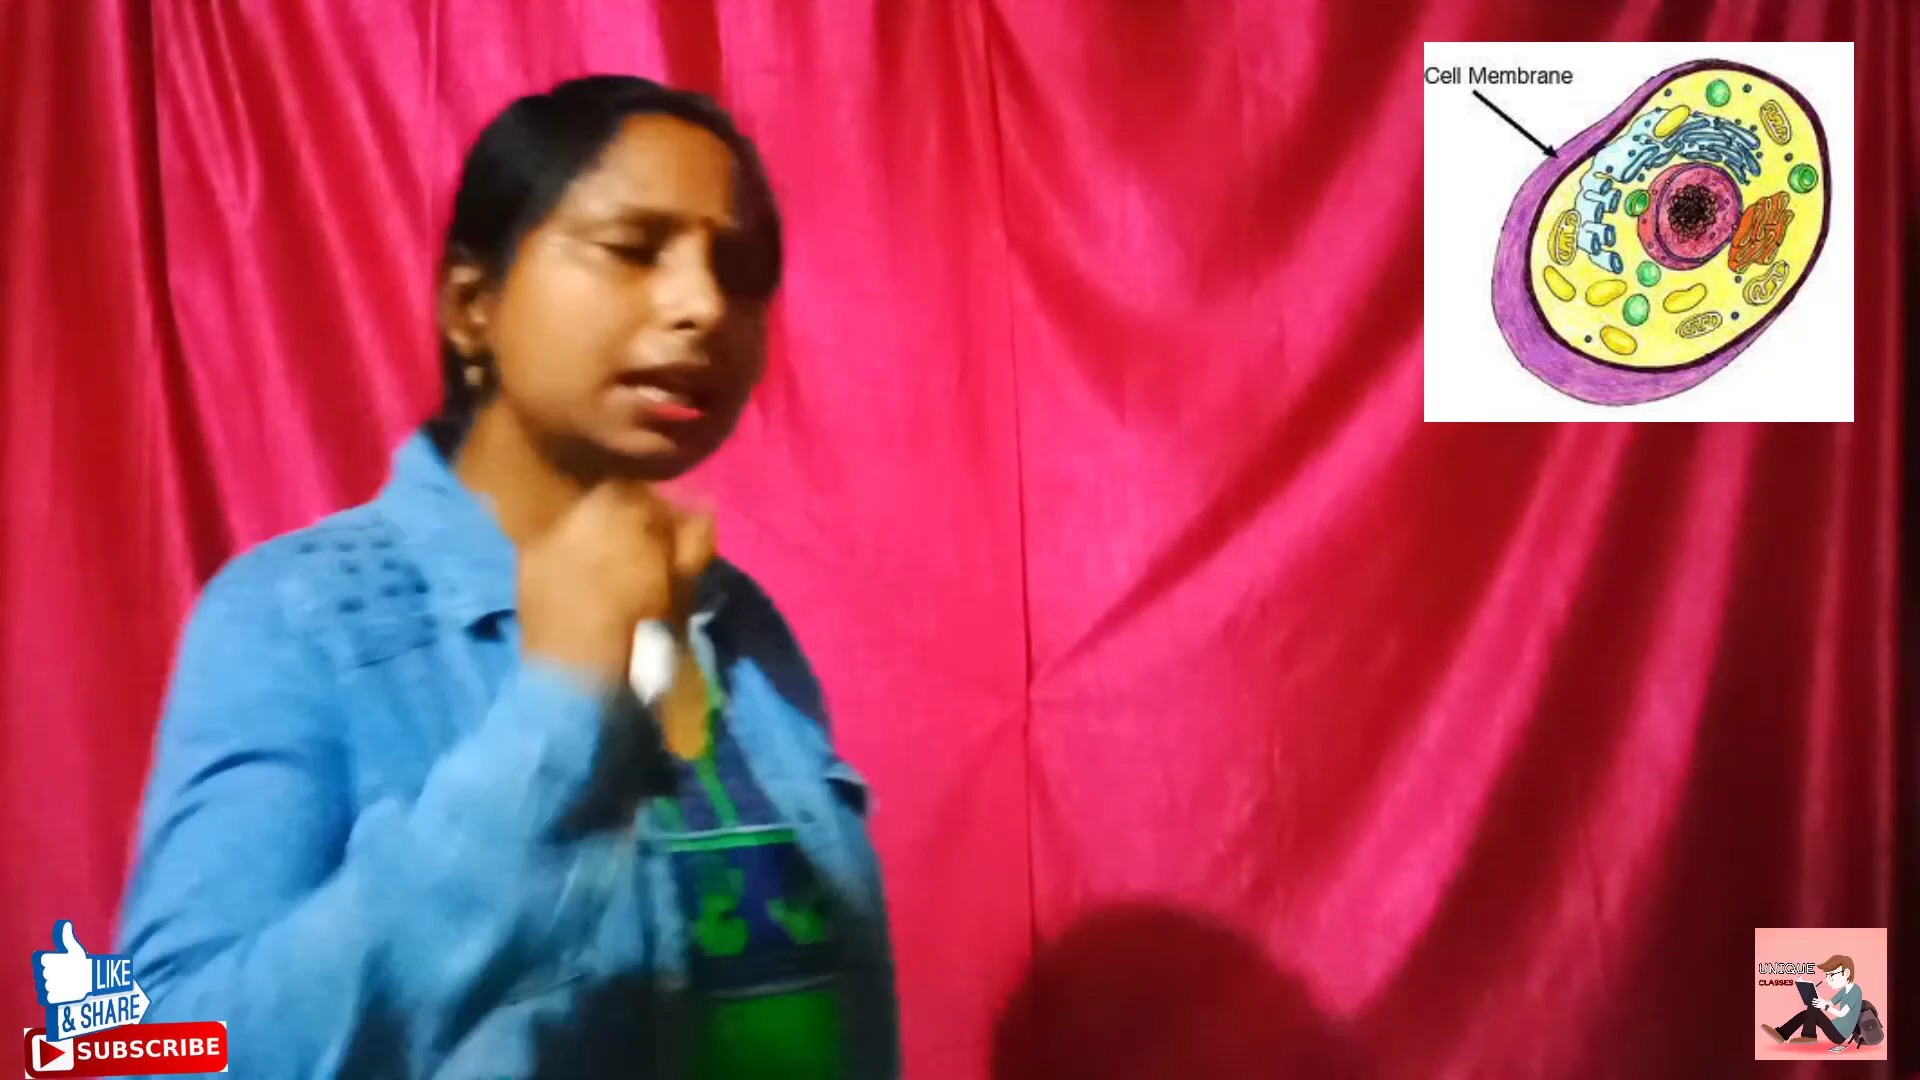 Cell Membrane
LIKE
& SHARE
SUBSCRIBE
UNIQUE
CLASSES